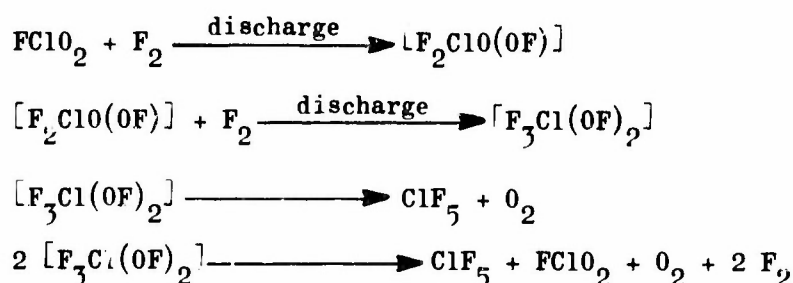 FClO₂ + F₂ discharge → [F₂ClO(OF)]
[F₂ClO(OF)] + F₂ discharge → [F₃Cl(OF)₂]
[F₃Cl(OF)₂] → ClF₅ + O₂
2 [F₃Cl(OF)₂] → ClF₅ + FClO₂ + O₂ + 2 F₂